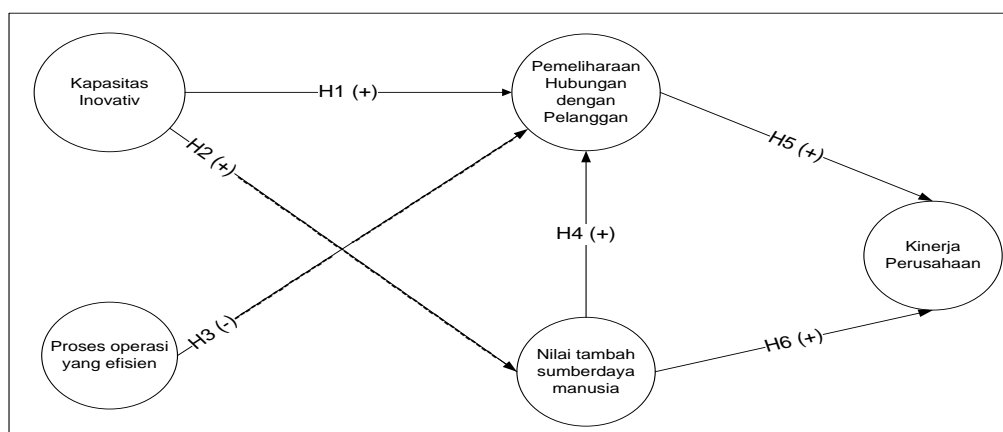 Kapasitas
Inovativ
H1 (+)
Pemeliharaan
Hubungan
dengan
Pelanggan
H2 (+)
H5 (+)
H4 (+)
Kinerja
Perusahaan
Proses operasi
yang efisien
H3 (-)
Nilai tambah
sumberdaya
manusia
H6 (+)